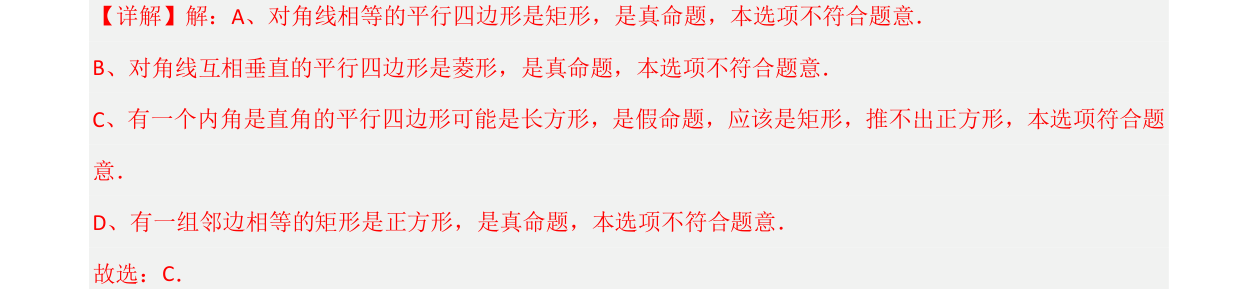 【详解】解：A、对角线相等的平行四边形是矩形，是真命题，本选项不符合题意．
B、对角线互相垂直的平行四边形是菱形，是真命题，本选项不符合题意．
C、有一个内角是直角的平行四边形可能是长方形，是假命题，应该是矩形，推不出正方形，本选项符合题
意．
D、有一组邻边相等的矩形是正方形，是真命题，本选项不符合题意．
故选：C．